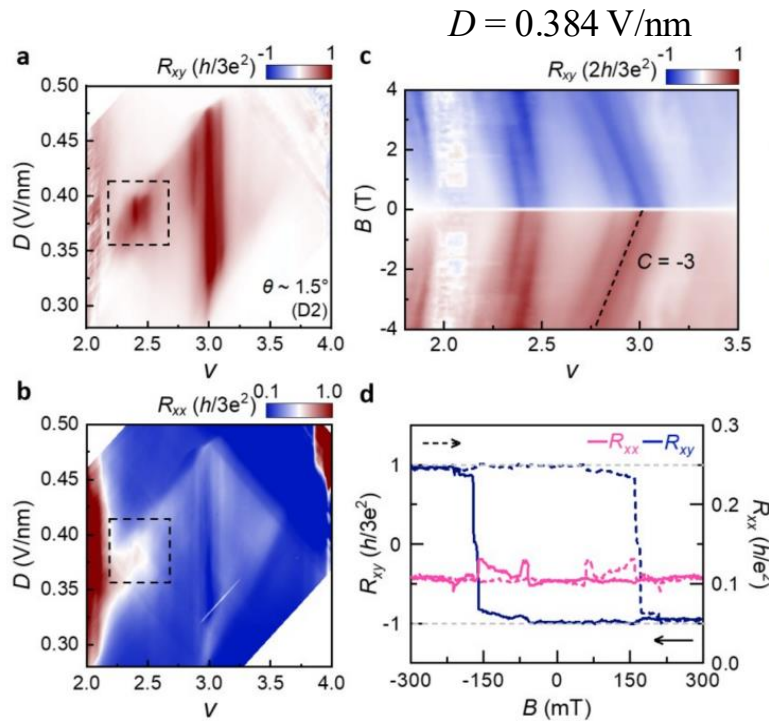 D = 0.384 V/nm
a
R_xy (h/3e²)
-1
1
D (V/nm)
0.50
0.45
0.40
0.35
0.30
θ ~ 1.5°
(D2)
2.0
2.5
3.0
3.5
4.0
ν
c
R_xy (2h/3e²)
-1
1
B (T)
4
2
0
-2
-4
C = -3
2.0
2.5
3.0
3.5
ν
b
R_xx (h/3e²)
0.1
1.0
D (V/nm)
0.50
0.45
0.40
0.35
0.30
2.0
2.5
3.0
3.5
4.0
ν
d
R_xx
R_xy
R_xy (h/3e²)
1
0
-1
R_xx (h/e²)
0.3
0.2
0.1
0.0
-300
-150
0
150
300
B (mT)